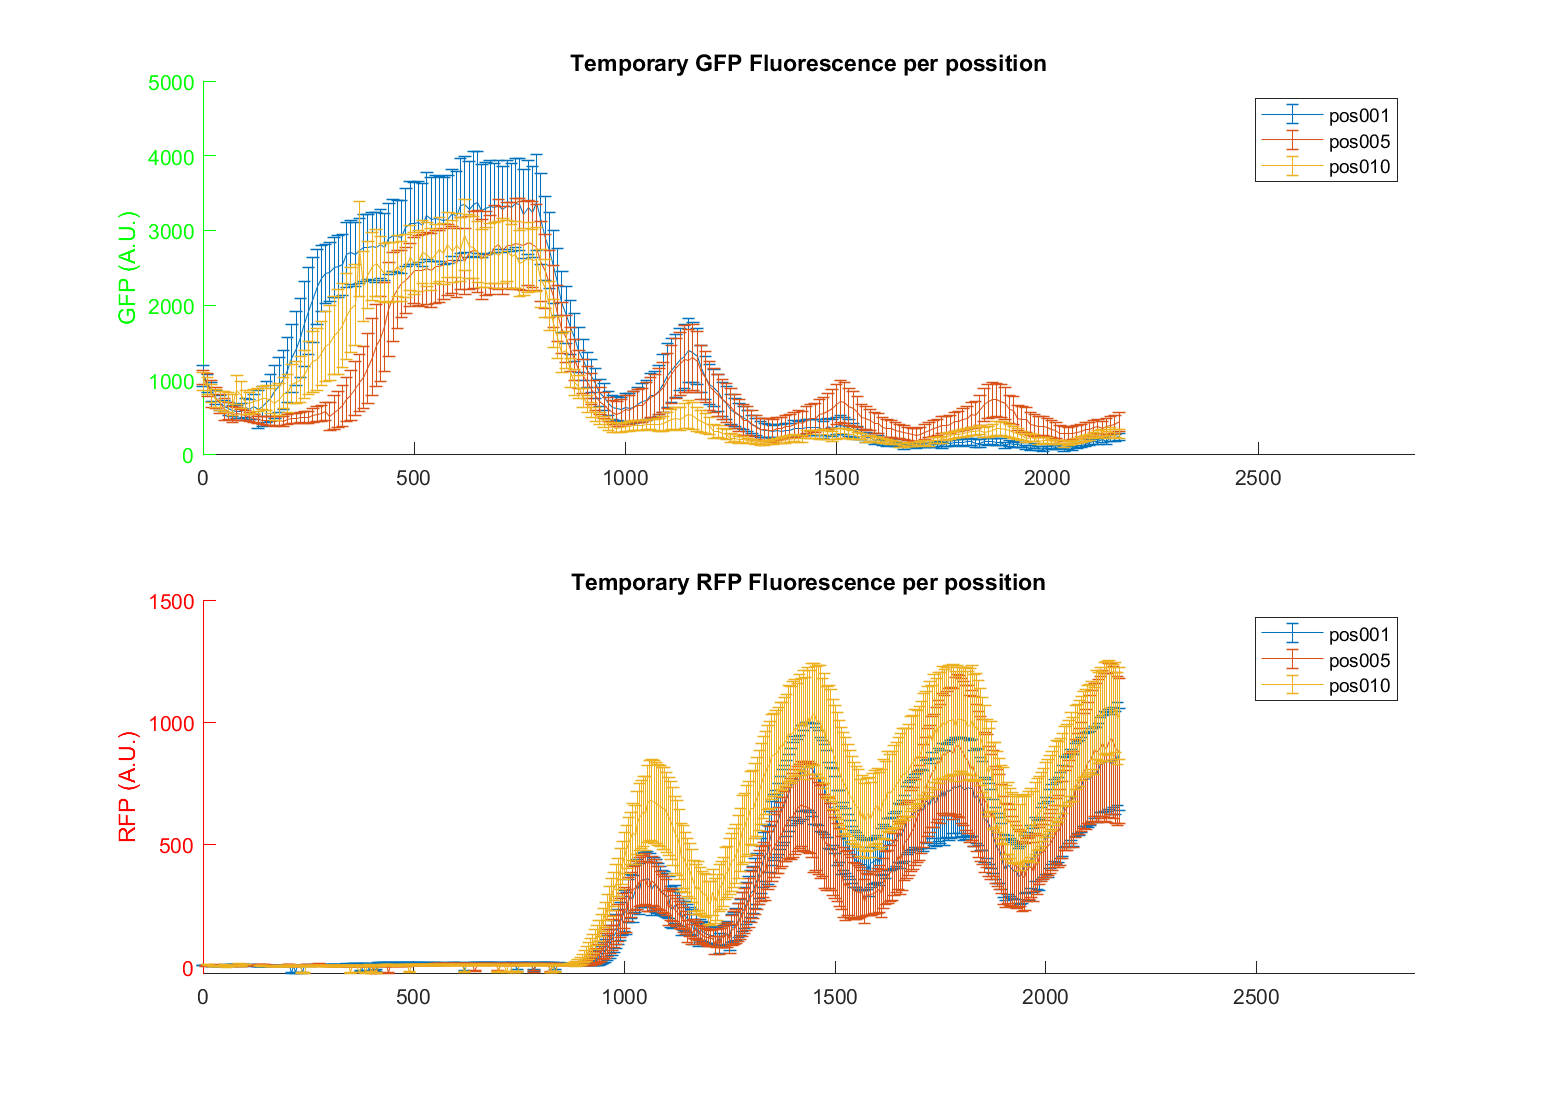 Temporary GFP Fluorescence per possition
5000
4000
3000
2000
1000
0
GFP (A.U.)
0 500 1000 1500 2000 2500
pos001
pos005
pos010
Temporary RFP Fluorescence per possition
1500
1000
500
0
RFP (A.U.)
0 500 1000 1500 2000 2500
pos001
pos005
pos010